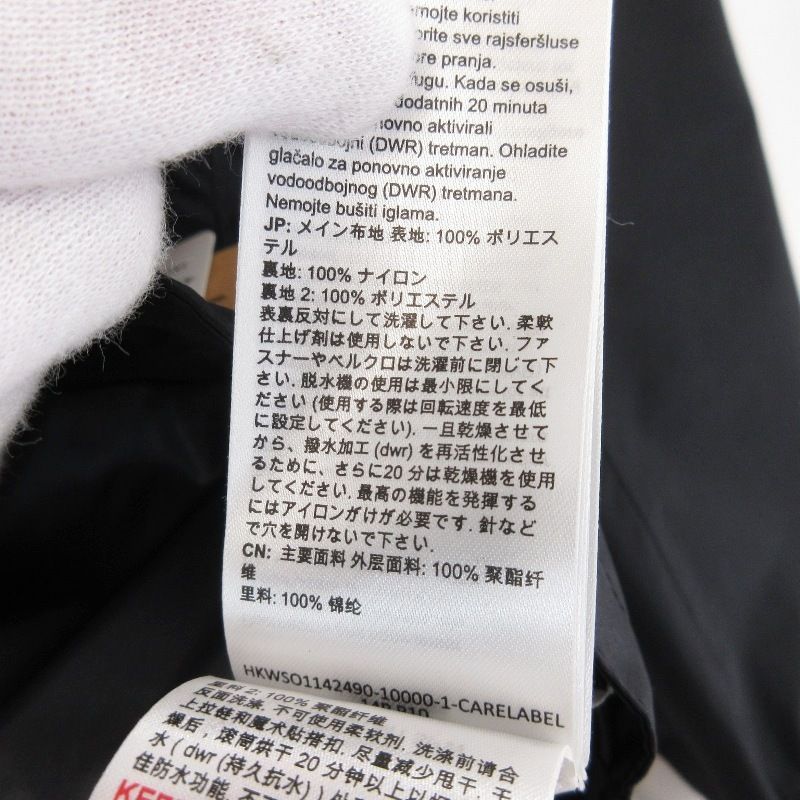 nemojte koristiti
sve rajsferšluse
pranja.
Kada se osuši,
dodatnih 20 minuta
ponovno aktivirali
(DWR) tretman. Ohladite
glačalo za ponovno aktiviranje
vodoodbojnog (DWR) tretmana.
Nemojte bušiti iglama.
JP: メイン布地 表地: 100% ポリエス
テル
裏地: 100% ナイロン
裏地 2: 100% ポリエステル
表裏反対にして洗濯して下さい. 柔軟
仕上げ剤は使用しないで下さい. ファ
スナーやベルクロは洗濯前に閉じて下
さい. 脱水機の使用は最小限にしてく
ださい (使用する際は回転速度を最低
に設定してください). 一旦乾燥させて
から、撥水加工 (dwr) を再活性化させ
るために、さらに20 分は乾燥機を使用
してください. 最高の機能を発揮する
にはアイロンがけが必要です. 針など
で穴を開けないで下さい.
CN: 主要面料 外层面料: 100% 聚酯纤
维
里料: 100% 锦纶
HKWSO1142490-10000-1-CARELABEL
里料 2: 100% 聚酯纤维
反面洗涤. 不可使用柔软剂. 洗涤前请合
上拉链和魔术贴搭扣. 尽量减少甩干. 干
燥后，滚筒烘干 20 分钟以上以
水 ( dwr (持久抗水) )
佳防水功能.